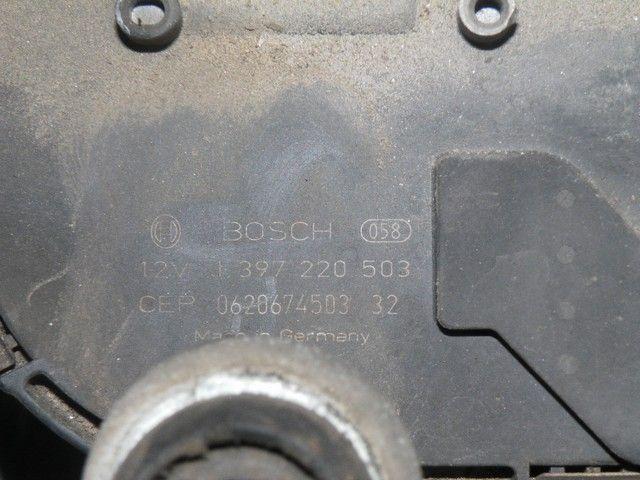 BOSCH 058
12V 1 397 220 503
CEP 0620674503 32
Made in Germany